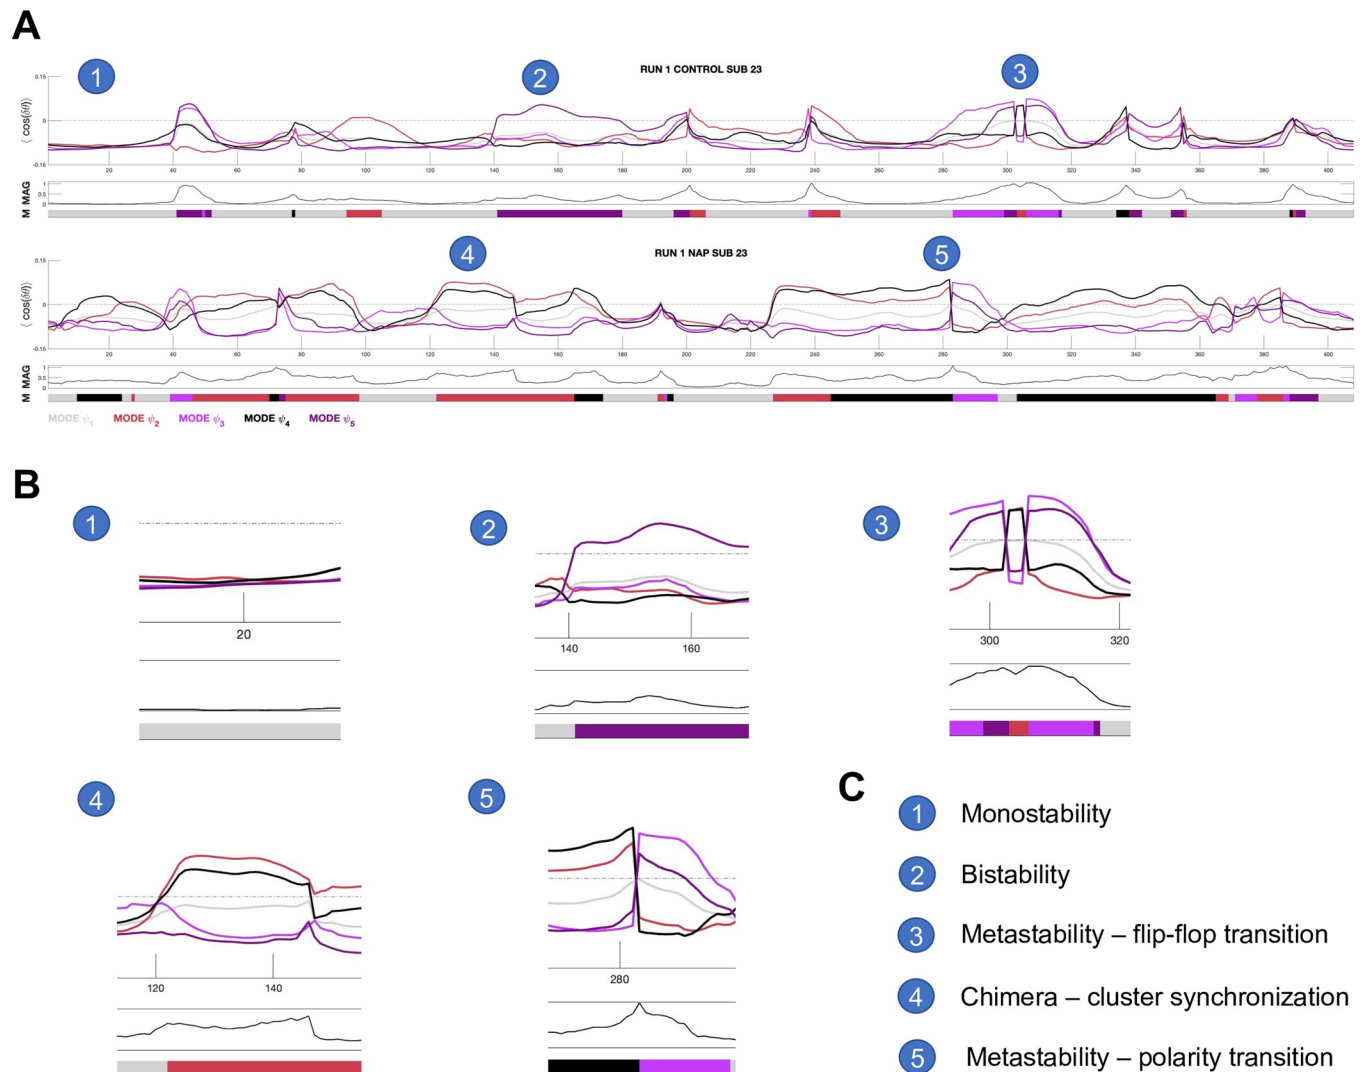 A
1
2
3
RUN 1 CONTROL SUB 23
⟨ cos(δθ)⟩
0.15
0
-0.15
20 40 60 80 100 120 140 160 180 200 220 240 260 280 300 320 340 360 380 400
M MAG
1
0.5
0
4
5
RUN 1 NAP SUB 23
⟨ cos(δθ)⟩
0.15
0
-0.15
20 40 60 80 100 120 140 160 180 200 220 240 260 280 300 320 340 360 380 400
M MAG
1
0.5
0
MODE ψ1 MODE ψ2 MODE ψ3 MODE ψ4 MODE ψ5
B
1
20
2
140 160
3
300 320
4
120 140
5
280
C
1 Monostability
2 Bistability
3 Metastability – flip-flop transition
4 Chimera – cluster synchronization
5 Metastability – polarity transition